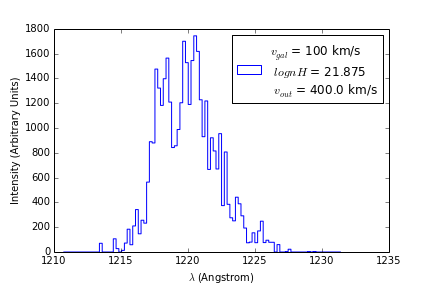 1800
1600
1400
1200
1000
800
600
400
200
0
Intensity (Arbitrary Units)
v_gal = 100 km/s
lognH = 21.875
v_out = 400.0 km/s
1210 1215 1220 1225 1230 1235
λ (Angstrom)